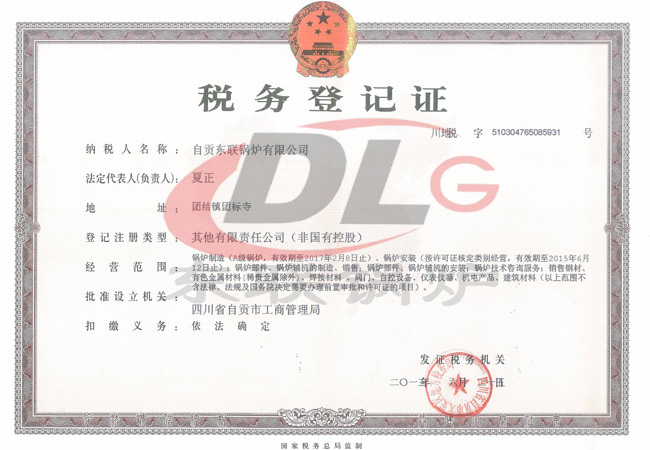 税务登记证
川地税 字 510304765085931 号
DLG
纳税人名称： 自贡东联锅炉有限公司
法定代表人(负责人)： 夏正
地 址： 团结镇团标寺
登记注册类型： 其他有限责任公司（非国有控股）
经营范围： 锅炉制造（A级锅炉，有效期至2017年2月8日止）、锅炉安装（按许可证核定类别经营，有效期至2015年6月
12日止）；锅炉部件、锅炉辅机的制造、销售；锅炉部件、锅炉辅机的安装；锅炉技术咨询服务；销售钢材、
有色金属材料(稀贵金属除外)，焊接材料、阀门、自控设备、仪表仪器、机电产品、建筑材料（以上范围不
含法律、法规及国务院决定需要办理前置审批和许可证的项目）。
东联锅炉
批准设立机关： 四川省自贡市工商管理局
扣缴义务： 依法确定
发证税务机关
国家税务总局监制